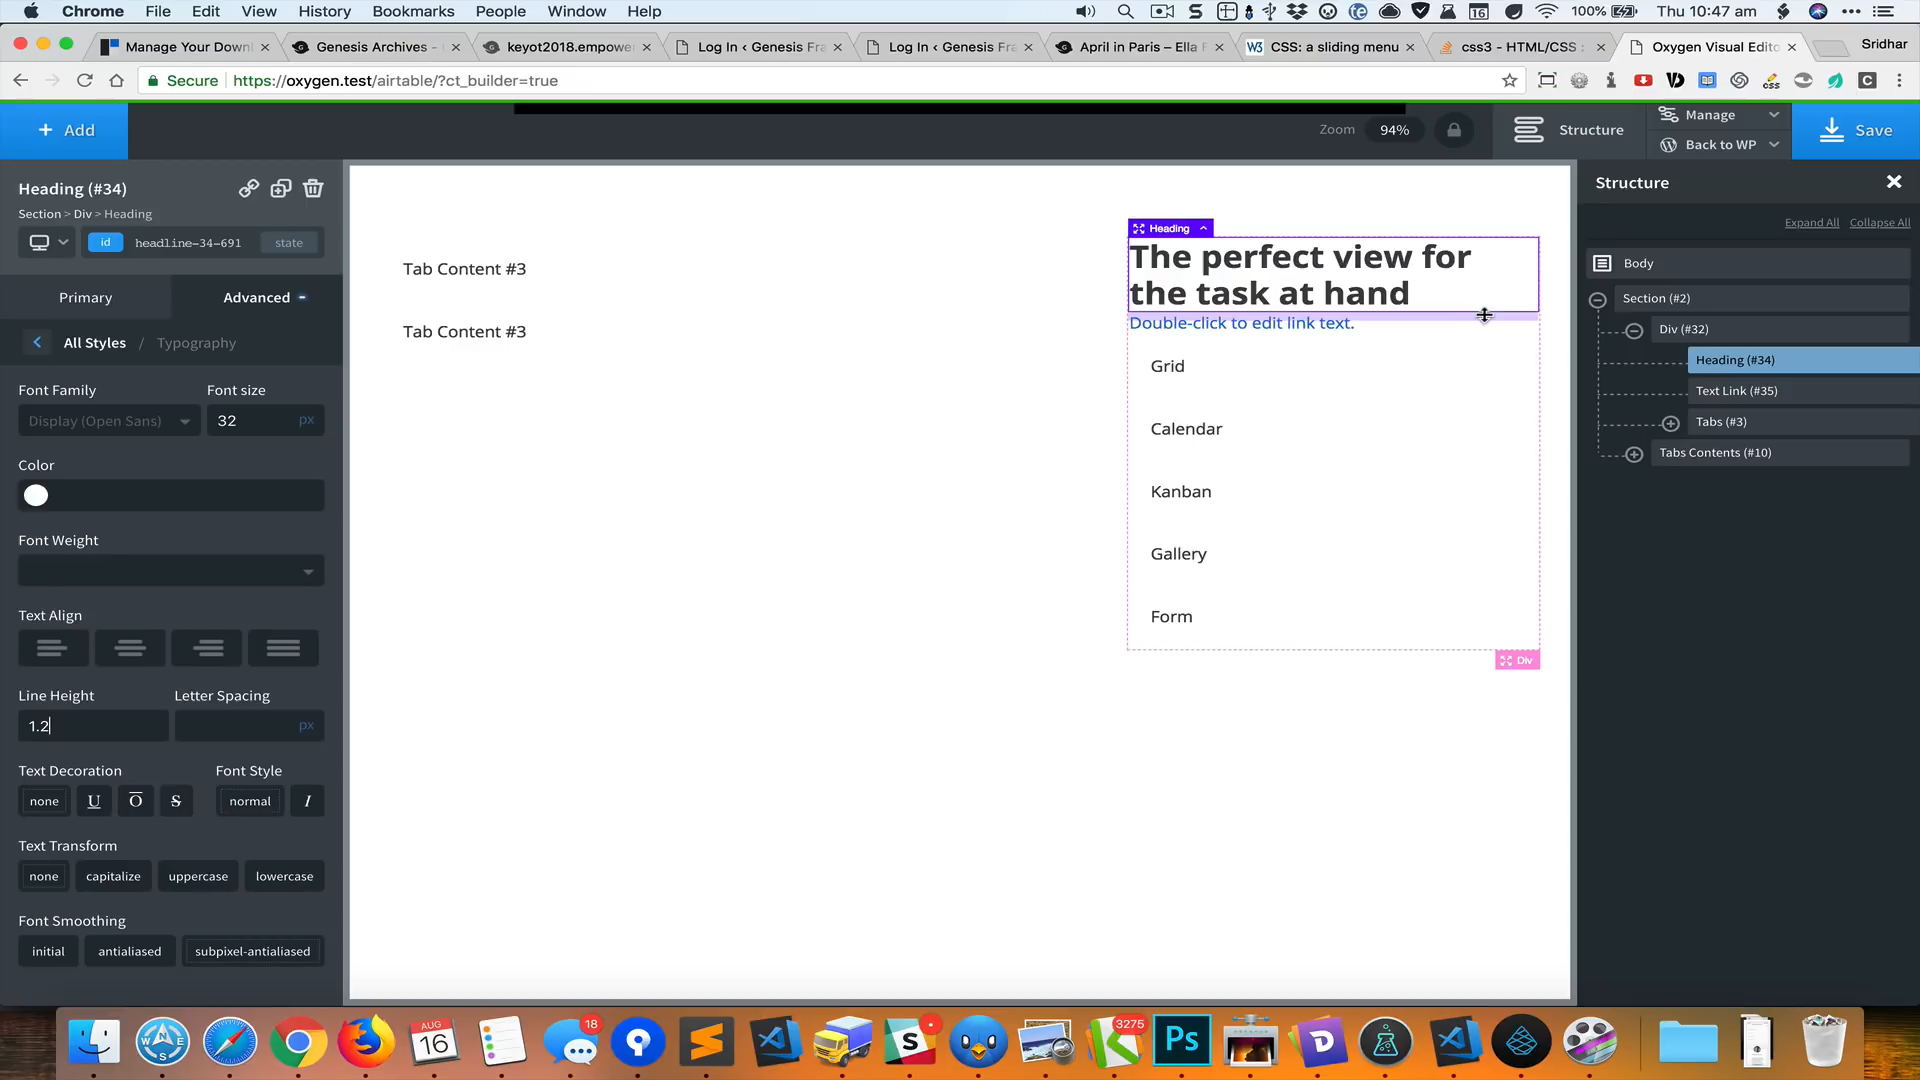 Chrome File Edit View History Bookmarks People Window Help 100% Thu 10:47 am
Manage Your Downl Genesis Archives - keyot2018.empowe Log In ‹ Genesis Fra Log In ‹ Genesis Fra April in Paris – Ella F CSS: a sliding menu css3 - HTML/CSS : Oxygen Visual Edito Sridhar
Secure https://oxygen.test/airtable/?ct_builder=true
+ Add
Zoom 94%
Structure
Manage
Back to WP
Save
Heading (#34)
Section > Div > Heading
id headline-34-691 state
Primary Advanced
All Styles / Typography
Font Family Font size
Display (Open Sans) 32 px
Color
Font Weight
Text Align
Line Height Letter Spacing
1.2 px
Text Decoration Font Style
none U O S normal I
Text Transform
none capitalize uppercase lowercase
Font Smoothing
initial antialiased subpixel-antialiased
Tab Content #3
Tab Content #3
Heading
The perfect view for
the task at hand
Double-click to edit link text.
Grid
Calendar
Kanban
Gallery
Form
Div
Structure
Expand All Collapse All
Body
Section (#2)
Div (#32)
Heading (#34)
Text Link (#35)
Tabs (#3)
Tabs Contents (#10)
AUG
16
18
3275
Ps